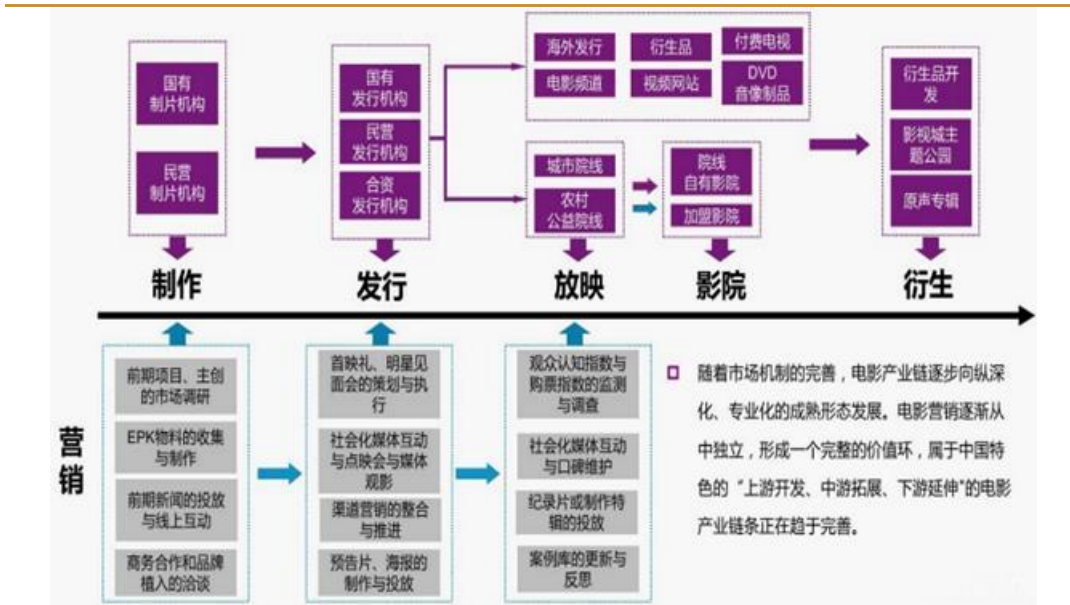 国有
制片机构
民营
制片机构
国有
发行机构
民营
发行机构
合资
发行机构
海外发行
衍生品
付费电视
电影频道
视频网站
DVD
音像制品
城市院线
农村
公益院线
院线
自有影院
加盟影院
衍生品开
发
影视城主
题公园
原声专辑
制作
发行
放映
影院
衍生
营
销
前期项目、主创
的市场调研
EPK物料的收集
与制作
前期新闻的投放
与线上互动
商务合作和品牌
植入的洽谈
首映礼、明星见
面会的策划与执
行
社会化媒体互动
与点映会与媒体
观影
渠道营销的整合
与推进
预告片、海报的
制作与投放
观众认知指数与
购票指数的监测
与调查
社会化媒体互动
与口碑维护
纪录片或制作特
辑的投放
案例库的更新与
反思
随着市场机制的完善，电影产业链逐步向纵深
化、专业化的成熟形态发展。电影营销逐渐从
中独立，形成一个完整的价值环，属于中国特
色的“上游开发、中游拓展、下游延伸”的电影
产业链条正在趋于完善。